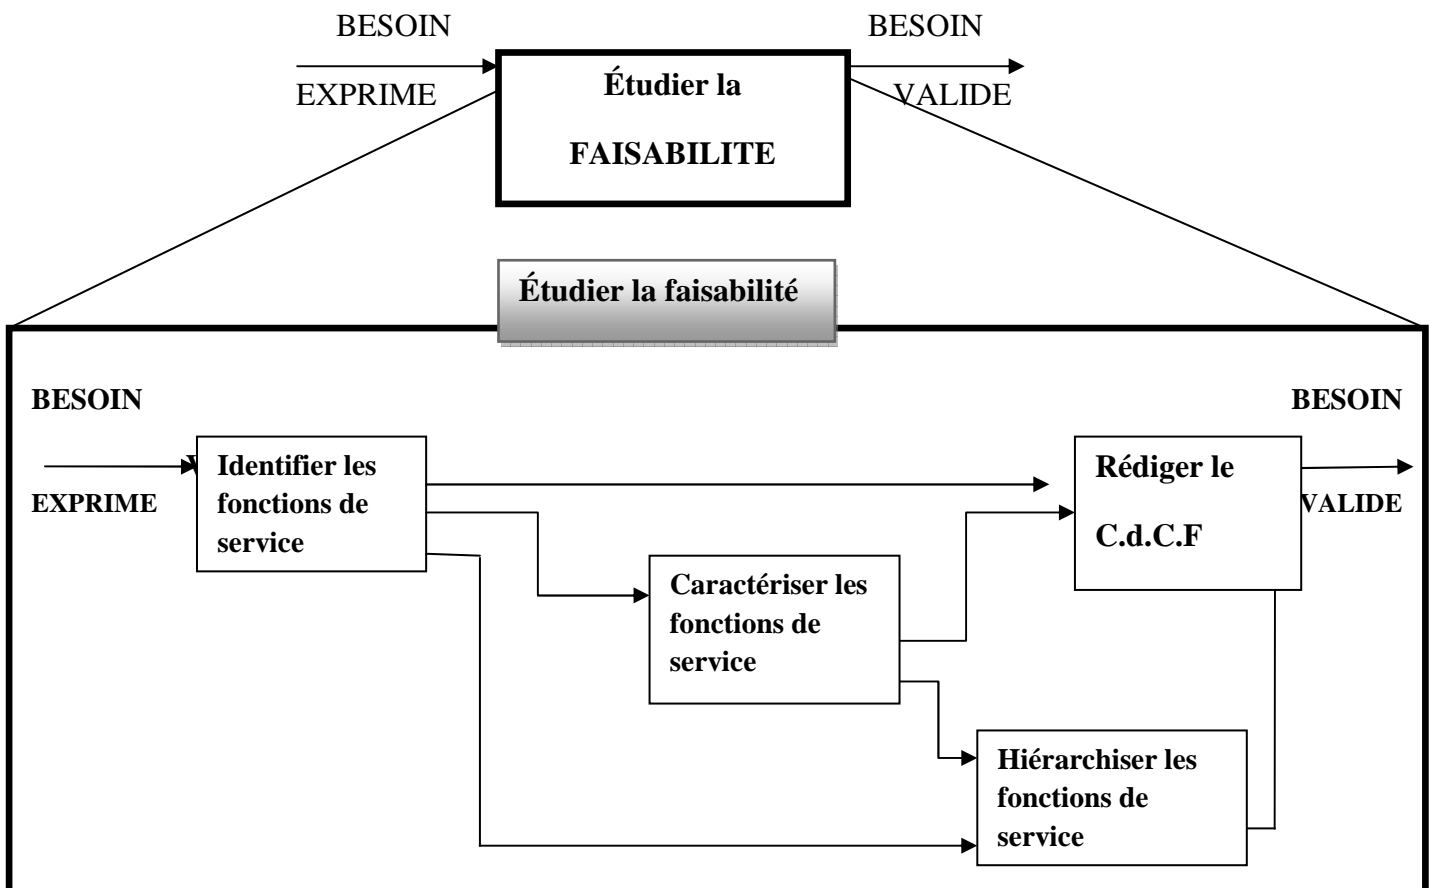 BESOIN
BESOIN
EXPRIME
VALIDE
Étudier la
FAISABILITE
Étudier la faisabilité
BESOIN
BESOIN
EXPRIME
VALIDE
Identifier les
fonctions de
service
Rédiger le
C.d.C.F
Caractériser les
fonctions de
service
Hiérarchiser les
fonctions de
service